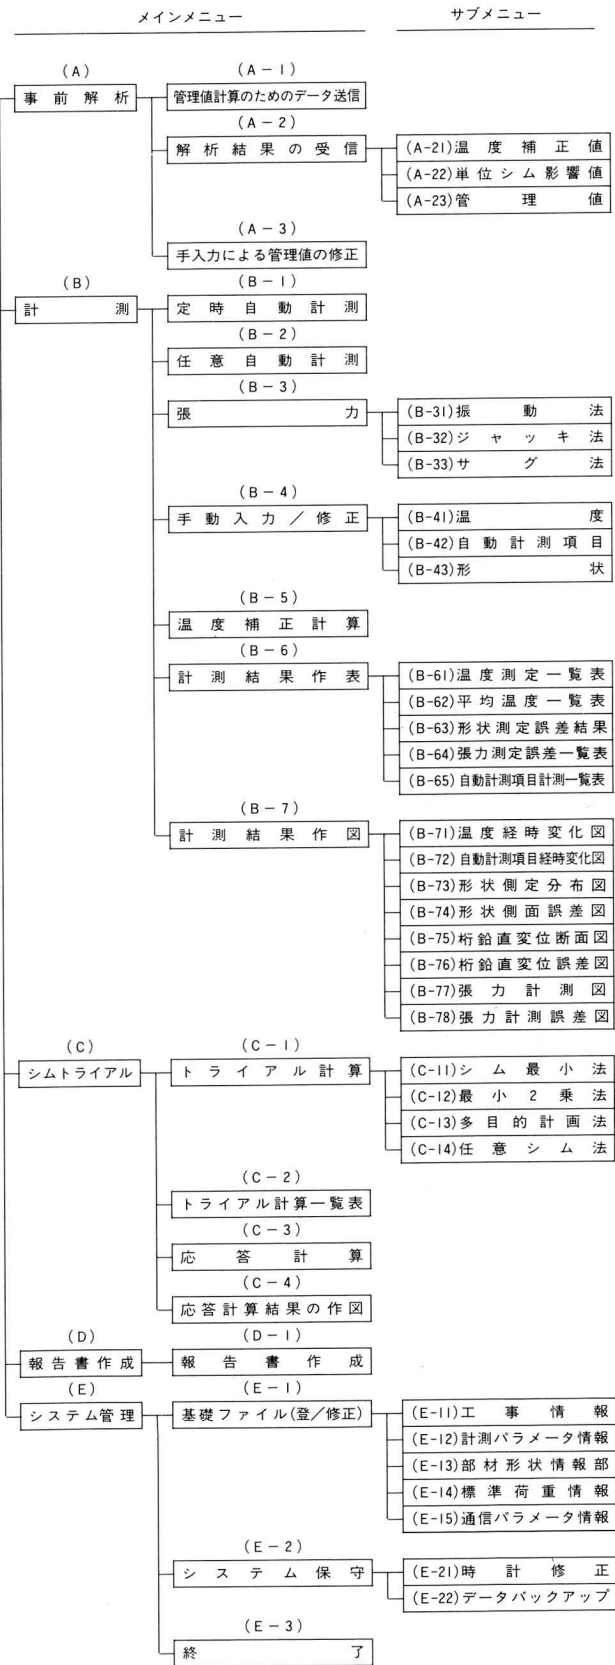 メインメニュー
サブメニュー
(A)
事前解析
(A-1)
管理値計算のためのデータ送信
(A-2)
解析結果の受信
(A-21)温度補正値
(A-22)単位シム影響値
(A-23)管理値
(A-3)
手入力による管理値の修正
(B)
計測
(B-1)
定時自動計測
(B-2)
任意自動計測
(B-3)
張力
(B-31)振動法
(B-32)ジャッキ法
(B-33)サグ法
(B-4)
手動入力/修正
(B-41)温度
(B-42)自動計測項目
(B-43)形状
(B-5)
温度補正計算
(B-6)
計測結果作表
(B-61)温度測定一覧表
(B-62)平均温度一覧表
(B-63)形状測定誤差結果
(B-64)張力測定誤差一覧表
(B-65)自動計測項目計測一覧表
(B-7)
計測結果作図
(B-71)温度経時変化図
(B-72)自動計測項目経時変化図
(B-73)形状側定分布図
(B-74)形状側面誤差図
(B-75)桁鉛直変位断面図
(B-76)桁鉛直変位誤差図
(B-77)張力計測図
(B-78)張力計測誤差図
(C)
シムトライアル
(C-1)
トライアル計算
(C-11)シム最小法
(C-12)最小2乗法
(C-13)多目的計画法
(C-14)任意シム法
(C-2)
トライアル計算一覧表
(C-3)
応答計算
(C-4)
応答計算結果の作図
(D)
報告書作成
(D-1)
報告書作成
(E)
システム管理
(E-1)
基礎ファイル(登/修正)
(E-11)工事情報
(E-12)計測パラメータ情報
(E-13)部材形状情報部
(E-14)標準荷重情報
(E-15)通信パラメータ情報
(E-2)
システム保守
(E-21)時計修正
(E-22)データバックアップ
(E-3)
終了